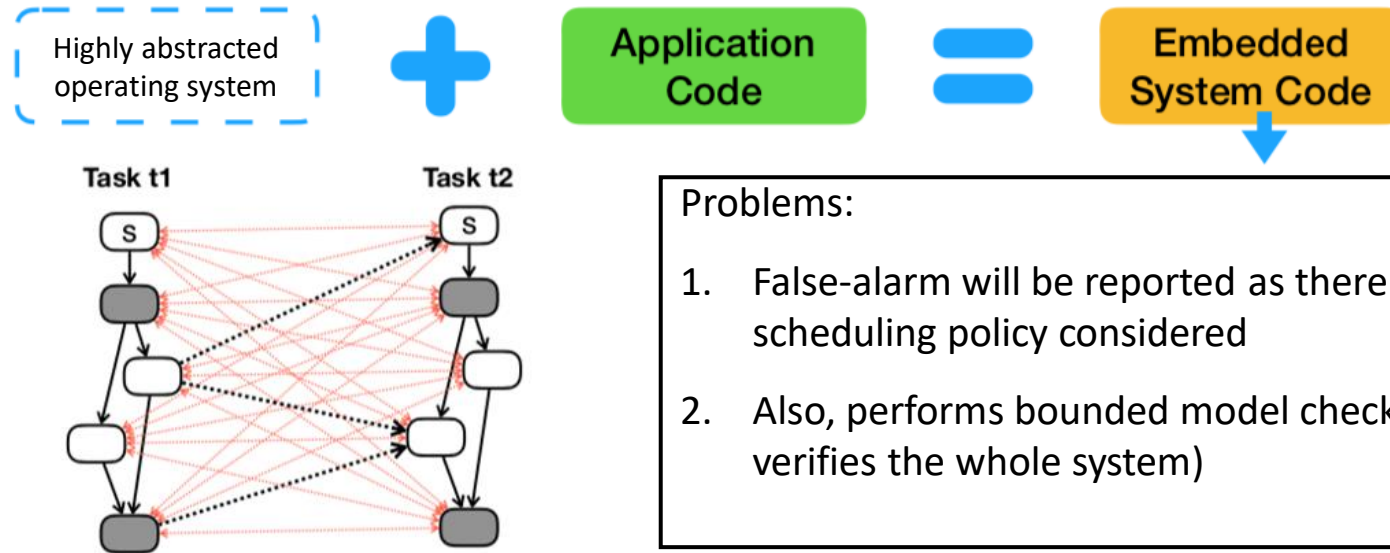 Highly abstracted
operating system
Application
Code
Embedded
System Code
Task t1
Task t2
S
S
Problems:
1. False-alarm will be reported as there
scheduling policy considered
2. Also, performs bounded model check
verifies the whole system)